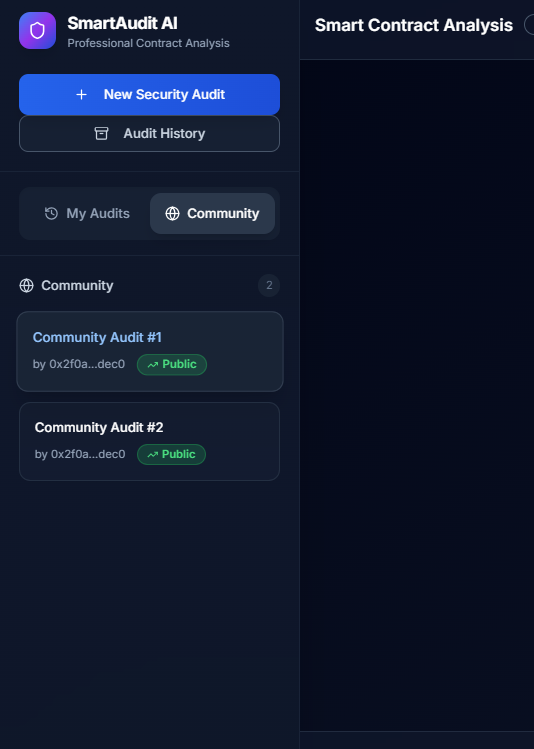 SmartAudit AI
Professional Contract Analysis
New Security Audit
Audit History
My Audits
Community
Community
2
Community Audit #1
by 0x2f0a...dec0
Public
Community Audit #2
by 0x2f0a...dec0
Public
Smart Contract Analysis